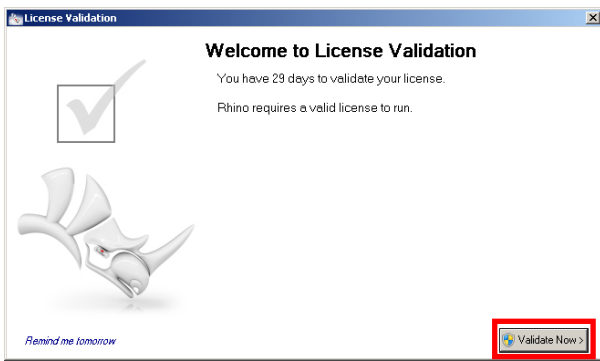 License Validation
Welcome to License Validation
You have 29 days to validate your license.
Rhino requires a valid license to run.
Remind me tomorrow
Validate Now >